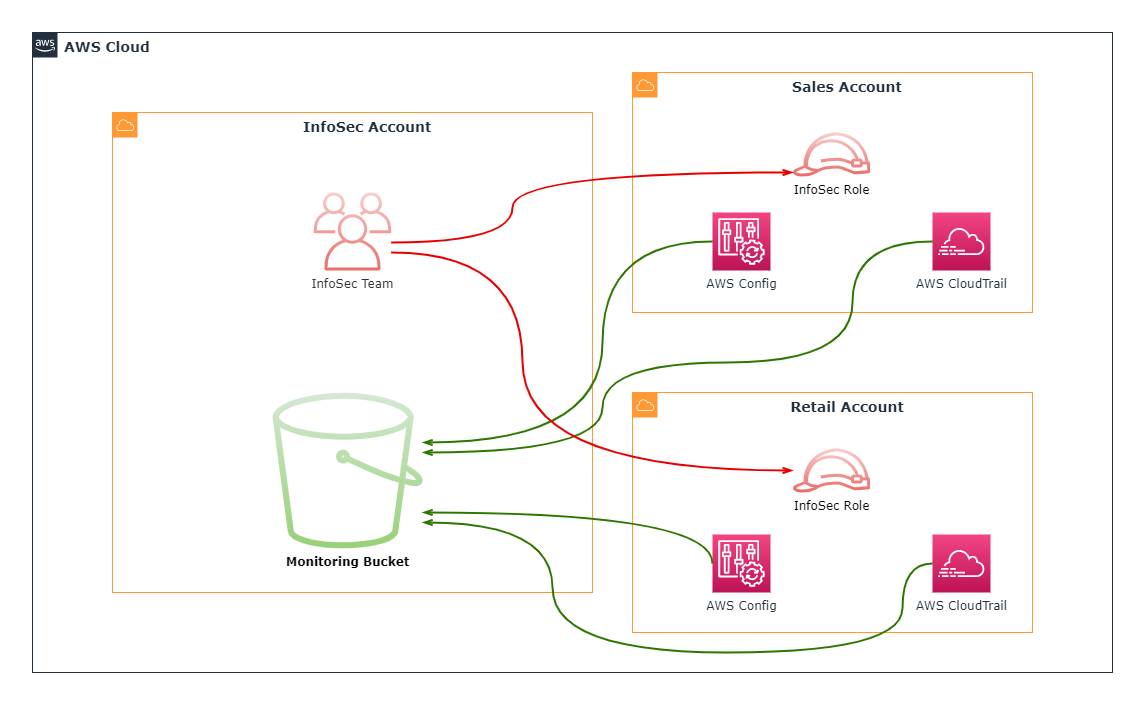 aws
AWS Cloud
InfoSec Account
InfoSec Team
Monitoring Bucket
Sales Account
InfoSec Role
AWS Config
AWS CloudTrail
Retail Account
InfoSec Role
AWS Config
AWS CloudTrail